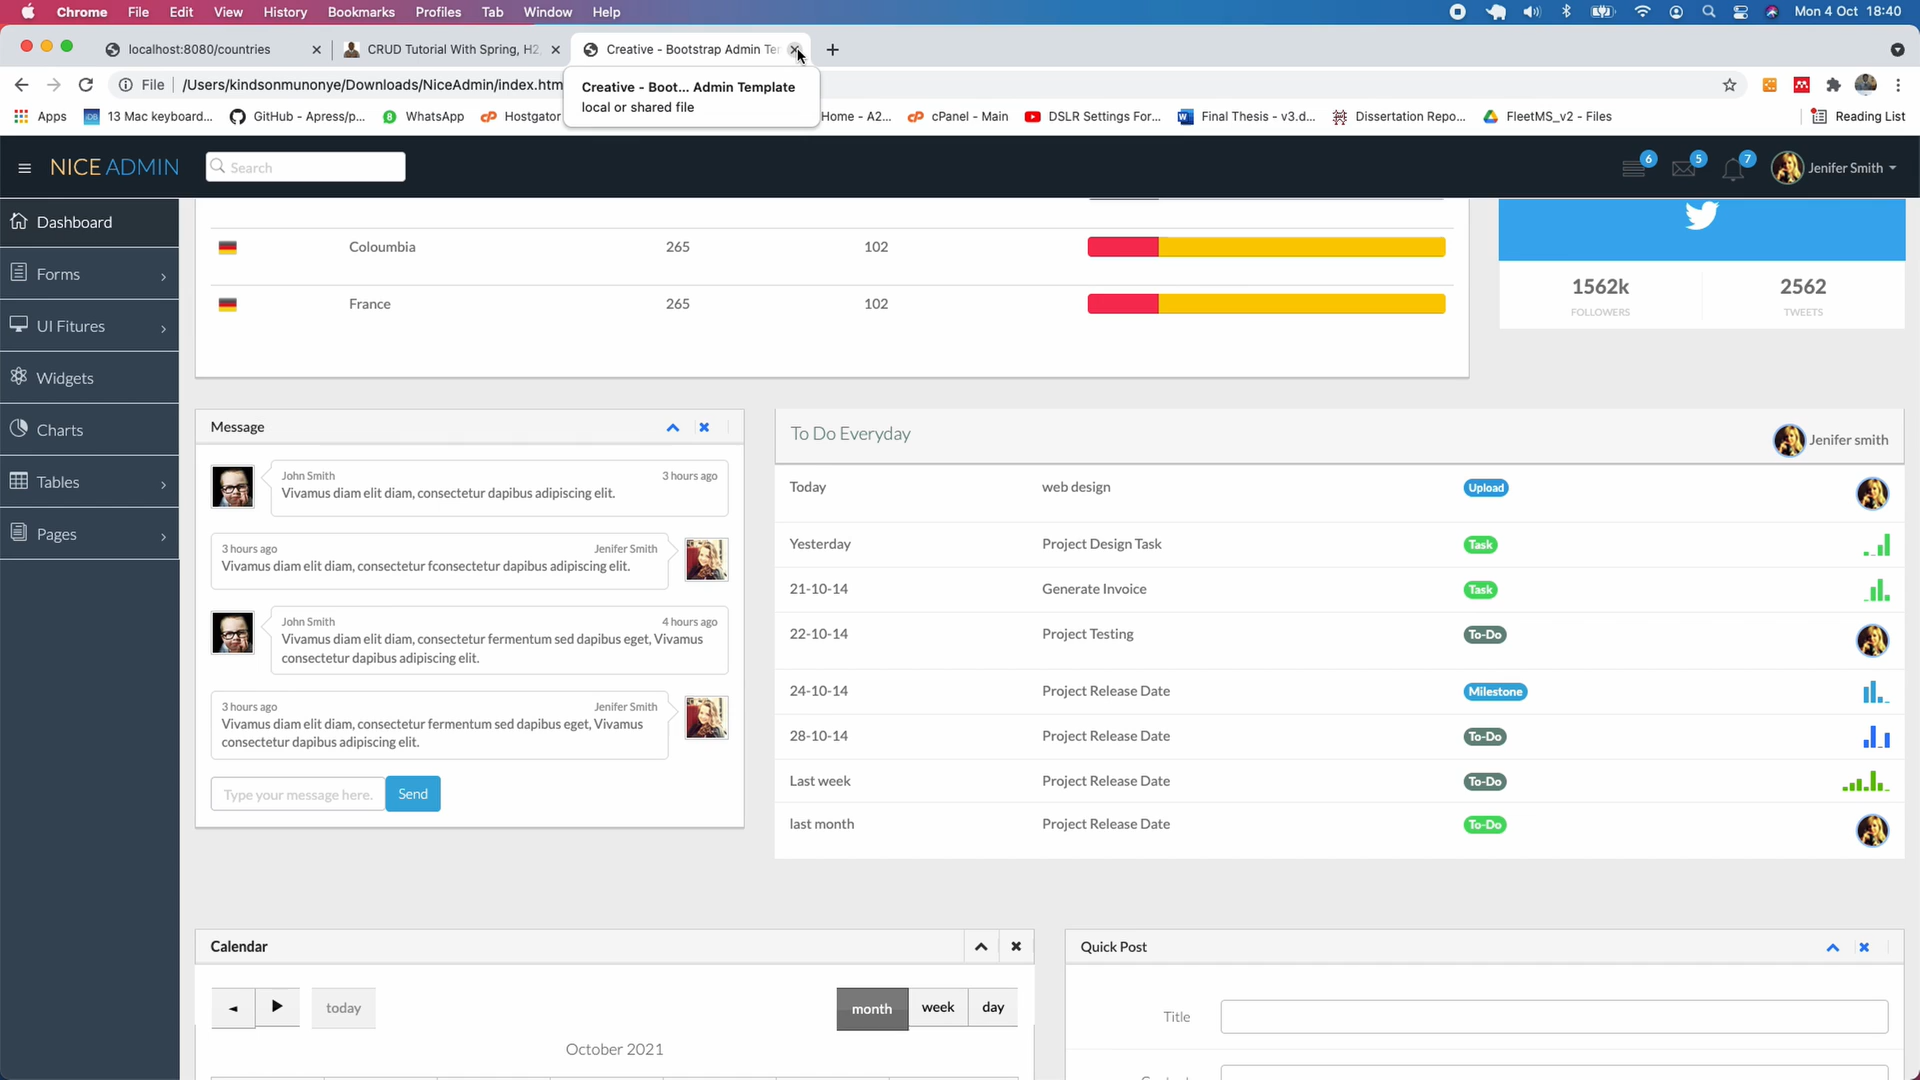 Chrome File Edit View History Bookmarks Profiles Tab Window Help Mon 4 Oct 18:40
localhost:8080/countries CRUD Tutorial With Spring, H2 Creative - Bootstrap Admin Ter
File /Users/kindsonmunonye/Downloads/NiceAdmin/index.htm
Creative - Boot... Admin Template
local or shared file
Apps 13 Mac keyboard... GitHub - Apress/p... WhatsApp Hostgator Home - A2... cPanel - Main DSLR Settings For... Final Thesis - v3.d... Dissertation Repo... FleetMS_v2 - Files Reading List
NICE ADMIN Search 6 5 7 Jenifer Smith
Dashboard
Forms
UI Fitures
Widgets
Charts
Tables
Pages
Coloumbia 265 102
France 265 102
1562k 2562
FOLLOWERS TWEETS
Message
John Smith 3 hours ago
Vivamus diam elit diam, consectetur dapibus adipiscing elit.
3 hours ago Jenifer Smith
Vivamus diam elit diam, consectetur fconsectetur dapibus adipiscing elit.
John Smith 4 hours ago
Vivamus diam elit diam, consectetur fermentum sed dapibus eget, Vivamus
consectetur dapibus adipiscing elit.
3 hours ago Jenifer Smith
Vivamus diam elit diam, consectetur fermentum sed dapibus eget, Vivamus
consectetur dapibus adipiscing elit.
Type your message here. Send
To Do Everyday Jenifer smith
Today web design Upload
Yesterday Project Design Task Task
21-10-14 Generate Invoice Task
22-10-14 Project Testing To-Do
24-10-14 Project Release Date Milestone
28-10-14 Project Release Date To-Do
Last week Project Release Date To-Do
last month Project Release Date To-Do
Calendar
today month week day
October 2021
Quick Post
Title